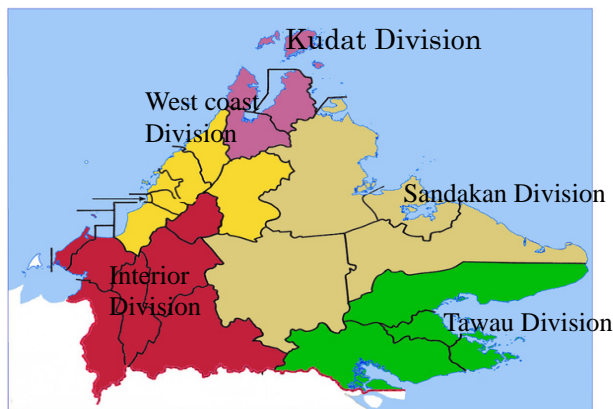 Kudat Division
West coast
Division
Sandakan Division
Interior
Division
Tawau Division